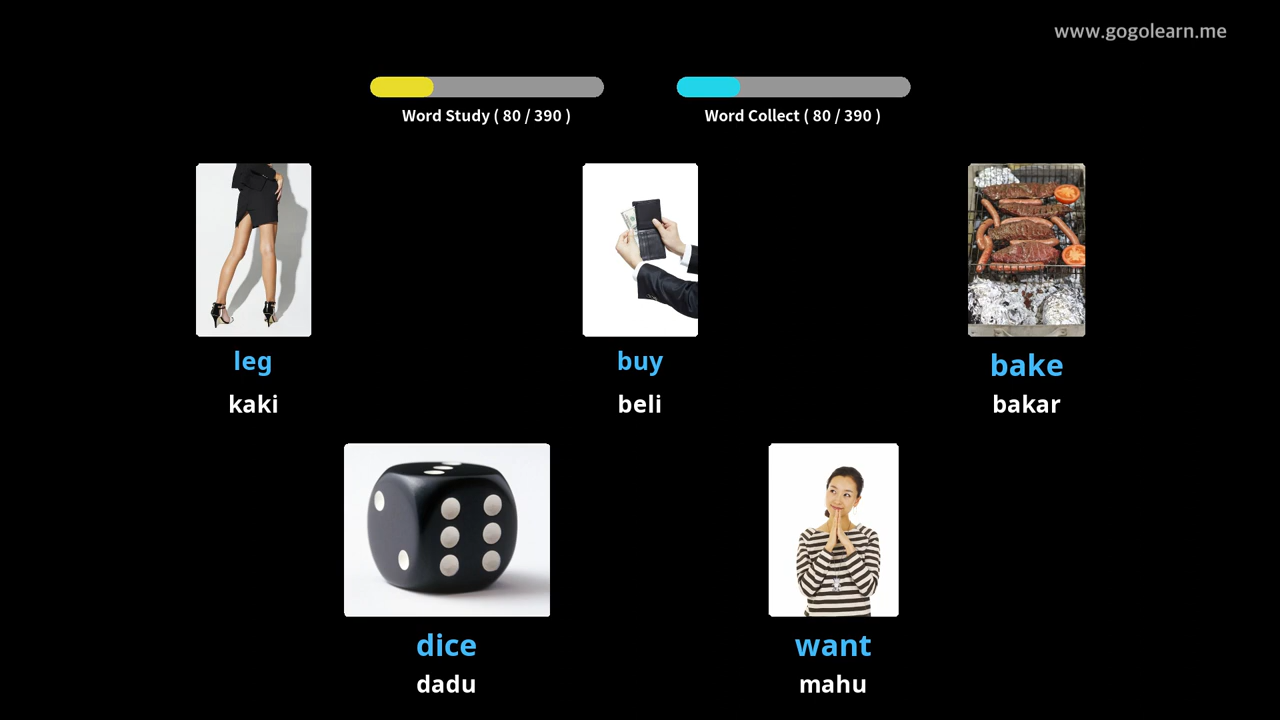 www.gogolearn.me
Word Study ( 80 / 390 )
Word Collect ( 80 / 390 )
leg
kaki
buy
beli
bake
bakar
dice
dadu
want
mahu